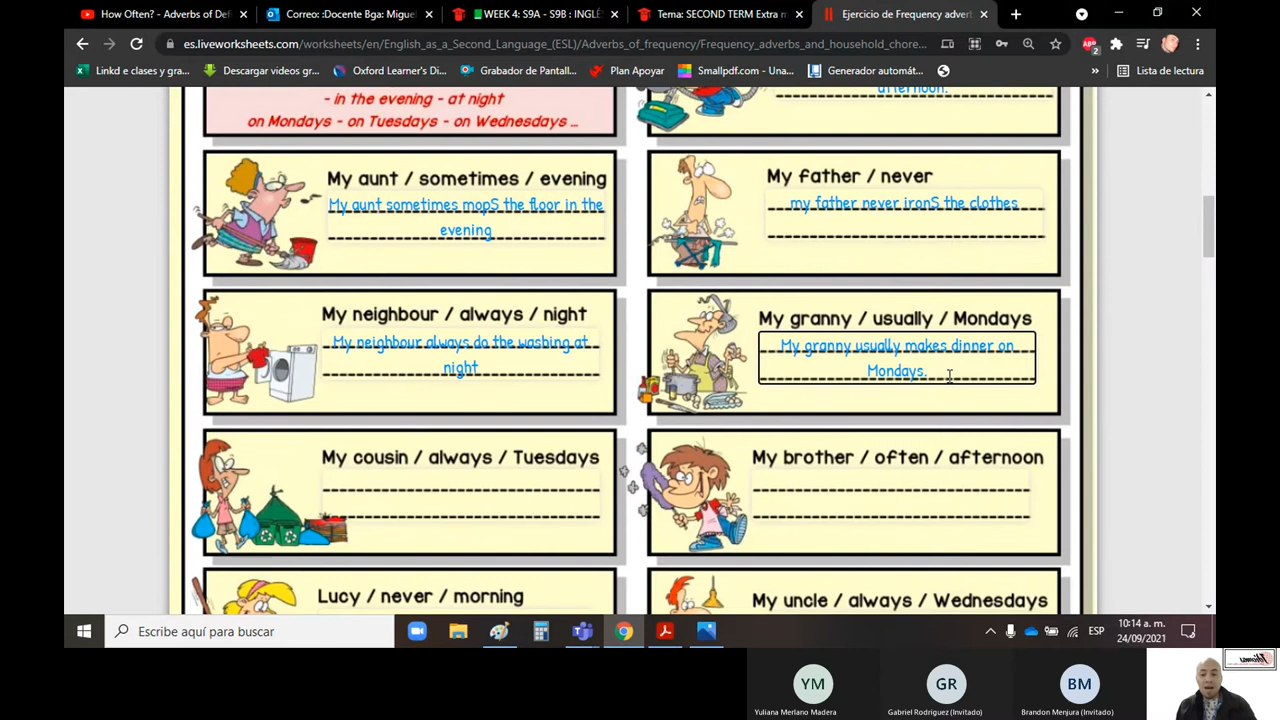 How Often? - Adverbs of Def
Correo: :Docente Bga: Migue
WEEK 4: S9A - S9B : INGLÉ
Tema: SECOND TERM Extra m
Ejercicio de Frequency adverb
es.liveworksheets.com/worksheets/en/English_as_a_Second_Language_(ESL)/Adverbs_of_frequency/Frequency_adverbs_and_household_chore...
2
Linkd e clases y gra...
Descargar videos gr...
Oxford Learner's Di...
Grabador de Pantall...
Plan Apoyar
Smallpdf.com - Una...
Generador automát...
»
Lista de lectura
- in the evening - at night
on Mondays - on Tuesdays - on Wednesdays ...
afternoon.
My aunt / sometimes / evening
My aunt sometimes mopS the floor in the
evening
My father / never
my father never ironS the clothes
My neighbour / always / night
My neighbour always do the washing at
night
My granny / usually / Mondays
My granny usually makes dinner on
Mondays.
My cousin / always / Tuesdays
My brother / often / afternoon
Lucy / never / morning
My uncle / always / Wednesdays
Escribe aquí para buscar
ESP
10:14 a. m.
24/09/2021
YM
Yuliana Merlano Madera
GR
Gabriel Rodriguez (Invitado)
BM
Brandon Menjura (Invitado)
Thomas